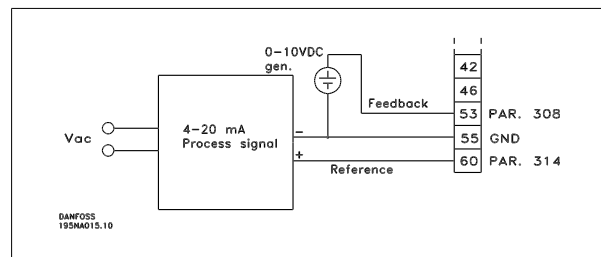 0-10VDC
gen.
42
46
Feedback
53 PAR. 308
4-20 mA
Process signal
Vac
-
55 GND
+
60 PAR. 314
Reference
DANFOSS
195NA015.10